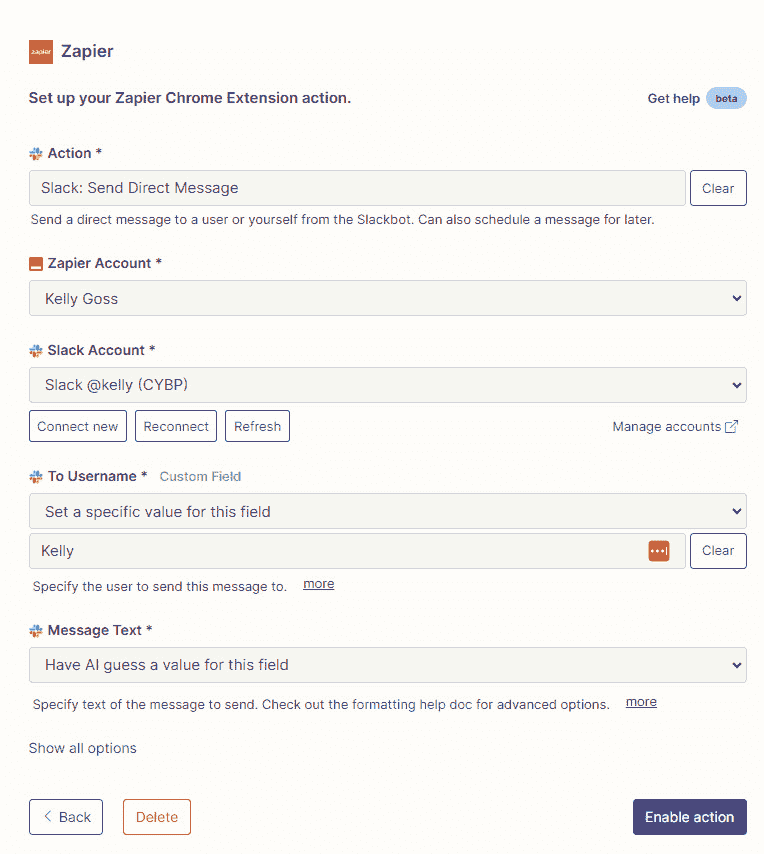 zapier Zapier
Set up your Zapier Chrome Extension action.
Get help beta
Action *
Slack: Send Direct Message
Clear
Send a direct message to a user or yourself from the Slackbot. Can also schedule a message for later.
Zapier Account *
Kelly Goss
Slack Account *
Slack @kelly (CYBP)
Connect new Reconnect Refresh Manage accounts
To Username * Custom Field
Set a specific value for this field
Kelly
Clear
Specify the user to send this message to. more
Message Text *
Have AI guess a value for this field
Specify text of the message to send. Check out the formatting help doc for advanced options. more
Show all options
Back Delete Enable action